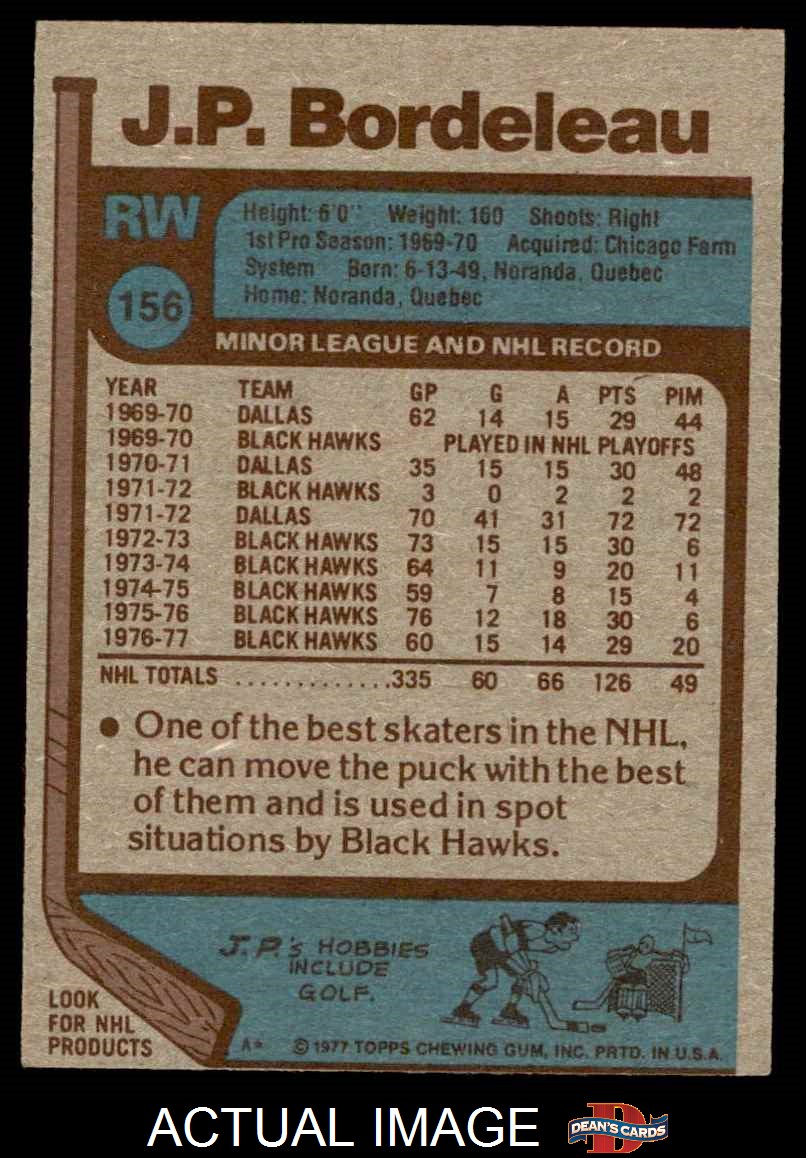 J.P. Bordeleau
RW
Height: 6'0" Weight: 160 Shoots: Right
1st Pro Season: 1969-70 Acquired: Chicago Farm
System Born: 6-13-49, Noranda, Quebec
Home: Noranda, Quebec
156
MINOR LEAGUE AND NHL RECORD
YEAR TEAM GP G A PTS PIM
1969-70 DALLAS 62 14 15 29 44
1969-70 BLACK HAWKS PLAYED IN NHL PLAYOFFS
1970-71 DALLAS 35 15 15 30 48
1971-72 BLACK HAWKS 3 0 2 2 2
1971-72 DALLAS 70 41 31 72 72
1972-73 BLACK HAWKS 73 15 15 30 6
1973-74 BLACK HAWKS 64 11 9 20 11
1974-75 BLACK HAWKS 59 7 8 15 4
1975-76 BLACK HAWKS 76 12 18 30 6
1976-77 BLACK HAWKS 60 15 14 29 20
NHL TOTALS .............335 60 66 126 49
• One of the best skaters in the NHL,
he can move the puck with the best
of them and is used in spot
situations by Black Hawks.
J.P.'s HOBBIES
INCLUDE
GOLF.
LOOK
FOR NHL
PRODUCTS
A* © 1977 TOPPS CHEWING GUM, INC. PRTD. IN U.S.A.
ACTUAL IMAGE
D
DEAN'S CARDS